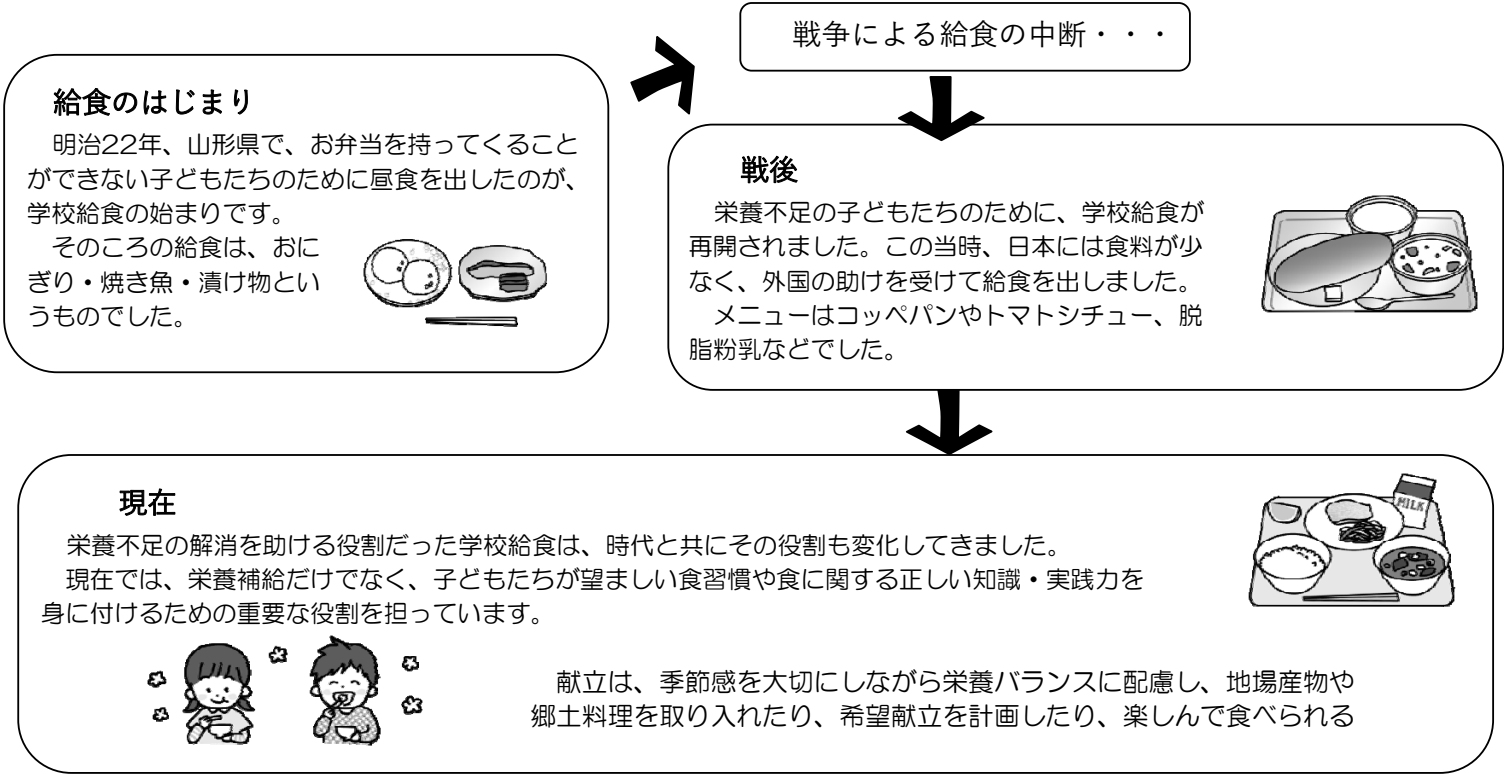 給食のはじまり
明治22年、山形県で、お弁当を持ってくること
ができない子どもたちのために昼食を出したのが、
学校給食の始まりです。
そのころの給食は、おに
ぎり・焼き魚・漬け物とい
うものでした。
戦争による給食の中断・・・
戦後
栄養不足の子どもたちのために、学校給食が
再開されました。この当時、日本には食料が少
なく、外国の助けを受けて給食を出しました。
メニューはコッペパンやトマトシチュー、脱
脂粉乳などでした。
現在
栄養不足の解消を助ける役割だった学校給食は、時代と共にその役割も変化してきました。
現在では、栄養補給だけでなく、子どもたちが望ましい食習慣や食に関する正しい知識・実践力を
身に付けるための重要な役割を担っています。
MILK
献立は、季節感を大切にしながら栄養バランスに配慮し、地場産物や
郷土料理を取り入れたり、希望献立を計画したり、楽しんで食べられる